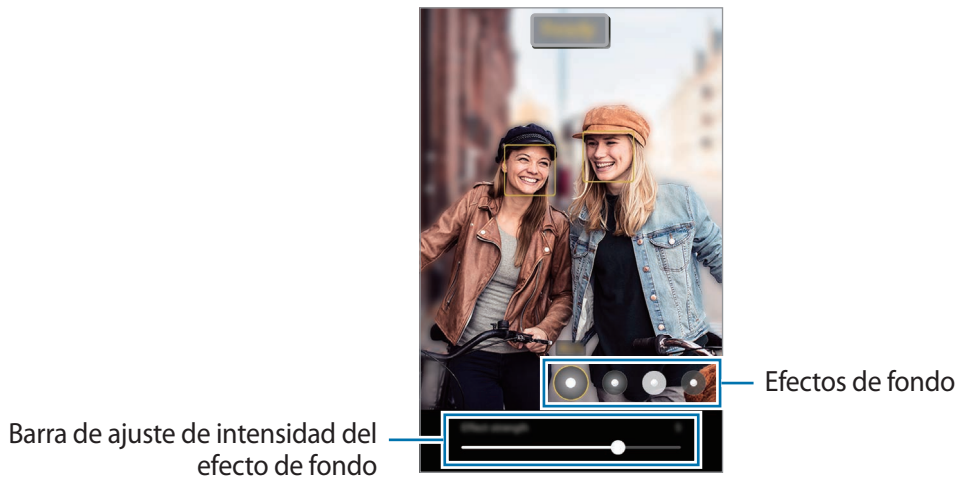 Efectos de fondo
Barra de ajuste de intensidad del
efecto de fondo